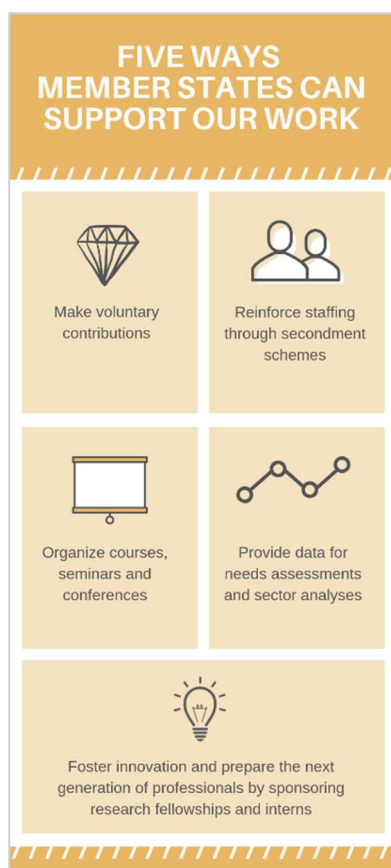 FIVE WAYS
MEMBER STATES CAN
SUPPORT OUR WORK
Make voluntary
contributions
Reinforce staffing
through secondment
schemes
Organize courses,
seminars and
conferences
Provide data for
needs assessments
and sector analyses
Foster innovation and prepare the next
generation of professionals by sponsoring
research fellowships and interns